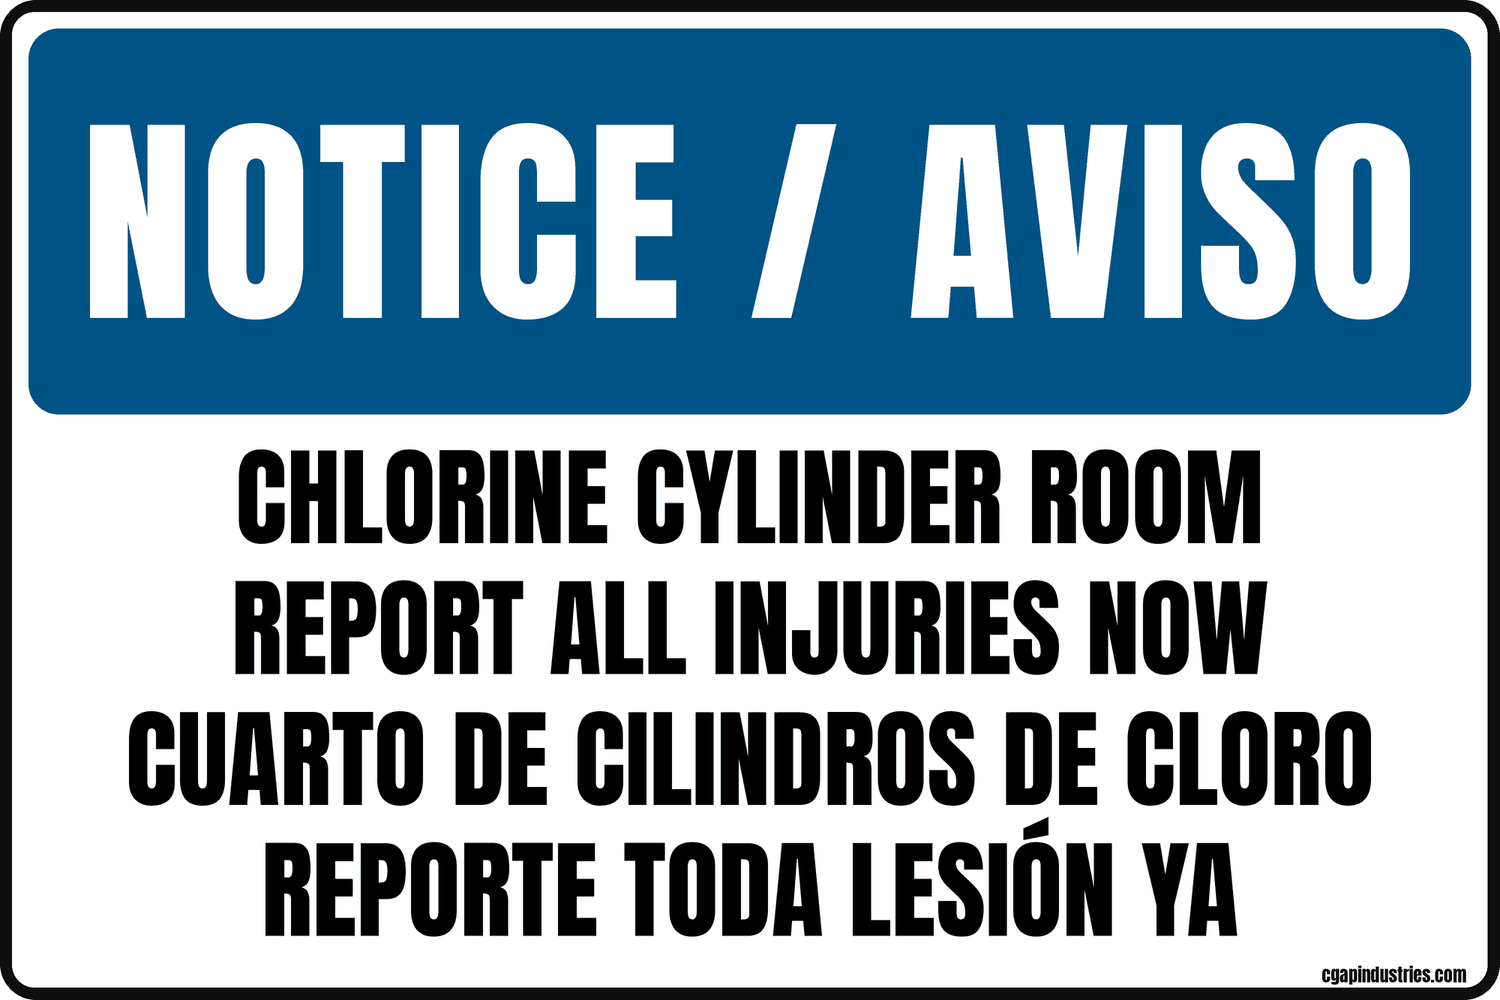 NOTICE / AVISO
CHLORINE CYLINDER ROOM
REPORT ALL INJURIES NOW
CUARTO DE CILINDROS DE CLORO
REPORTE TODA LESIÓN YA
cgapindustries.com